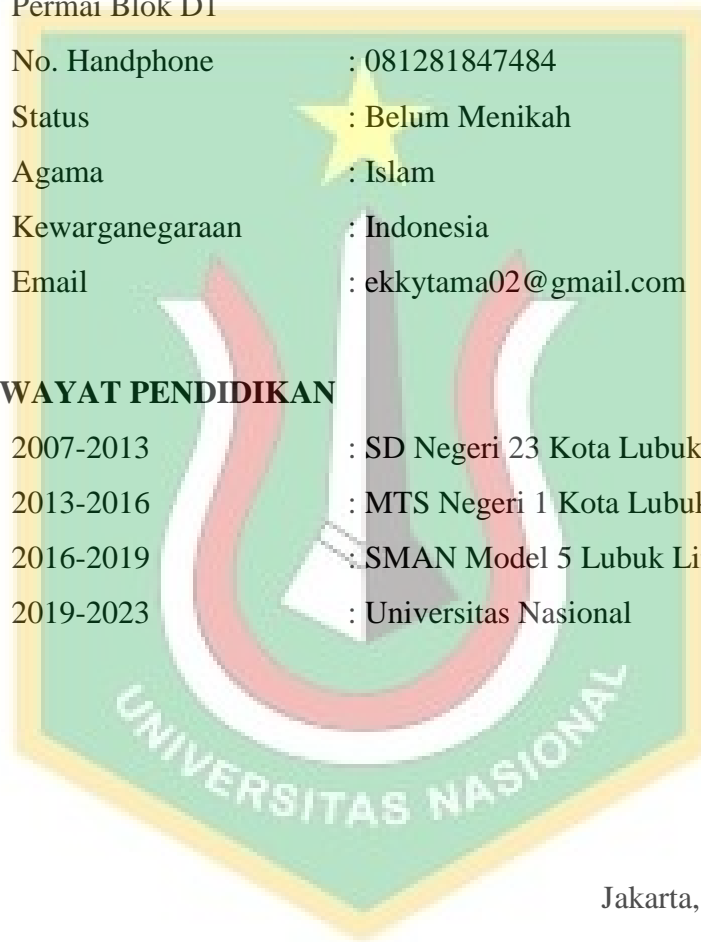 Permai Blok D1
No. Handphone : 081281847484
Status : Belum Menikah
Agama : Islam
Kewarganegaraan : Indonesia
Email : ekkytama02@gmail.com
WAYAT PENDIDIKAN
2007-2013 : SD Negeri 23 Kota Lubuk
2013-2016 : MTS Negeri 1 Kota Lubuk
2016-2019 : SMAN Model 5 Lubuk Li
2019-2023 : Universitas Nasional
UNIVERSITAS NASIONAL
Jakarta,